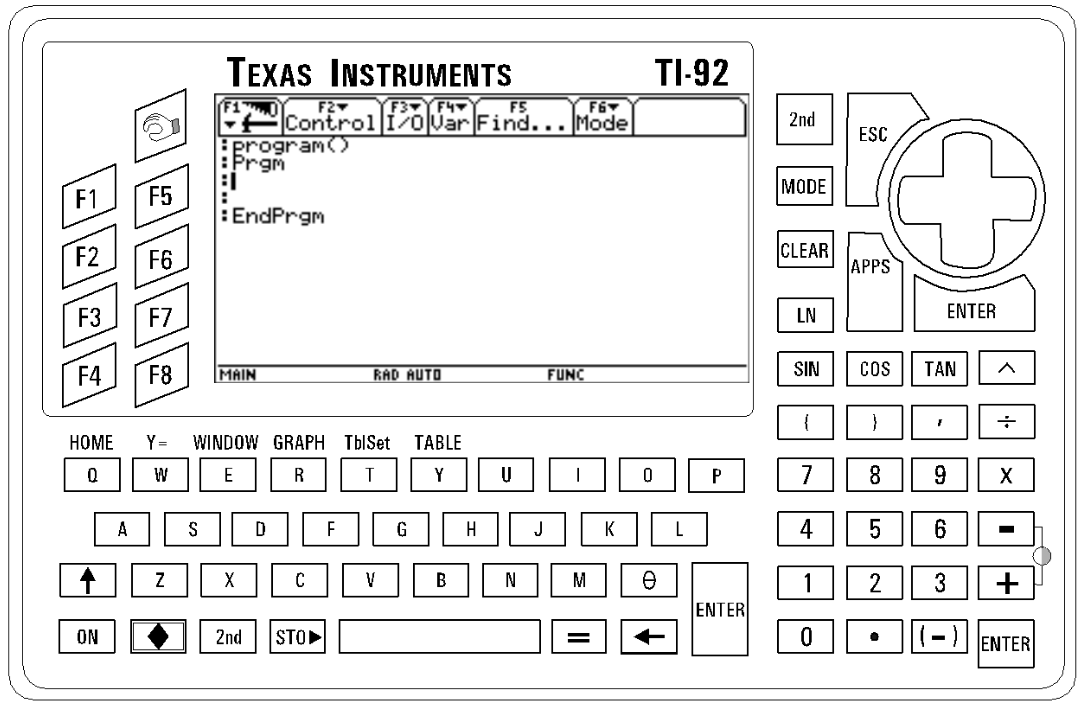 TEXAS INSTRUMENTS TI-92
F1▼ F2▼ F3▼ F4▼ F5 F6▼
Control I/O Var Find... Mode
:program()
:Prgm
:
:
:EndPrgm
MAIN RAD AUTO FUNC
F1 F5
F2 F6
F3 F7
F4 F8
2nd ESC
MODE
CLEAR APPS
LN ENTER
SIN COS TAN ^
( ) , ÷
7 8 9 X
4 5 6 -
1 2 3 +
0 • (-) ENTER
HOME Y= WINDOW GRAPH TblSet TABLE
Q W E R T Y U I O P
A S D F G H J K L
↑ Z X C V B N M θ
ENTER
ON ◆ 2nd STO▶ = ←